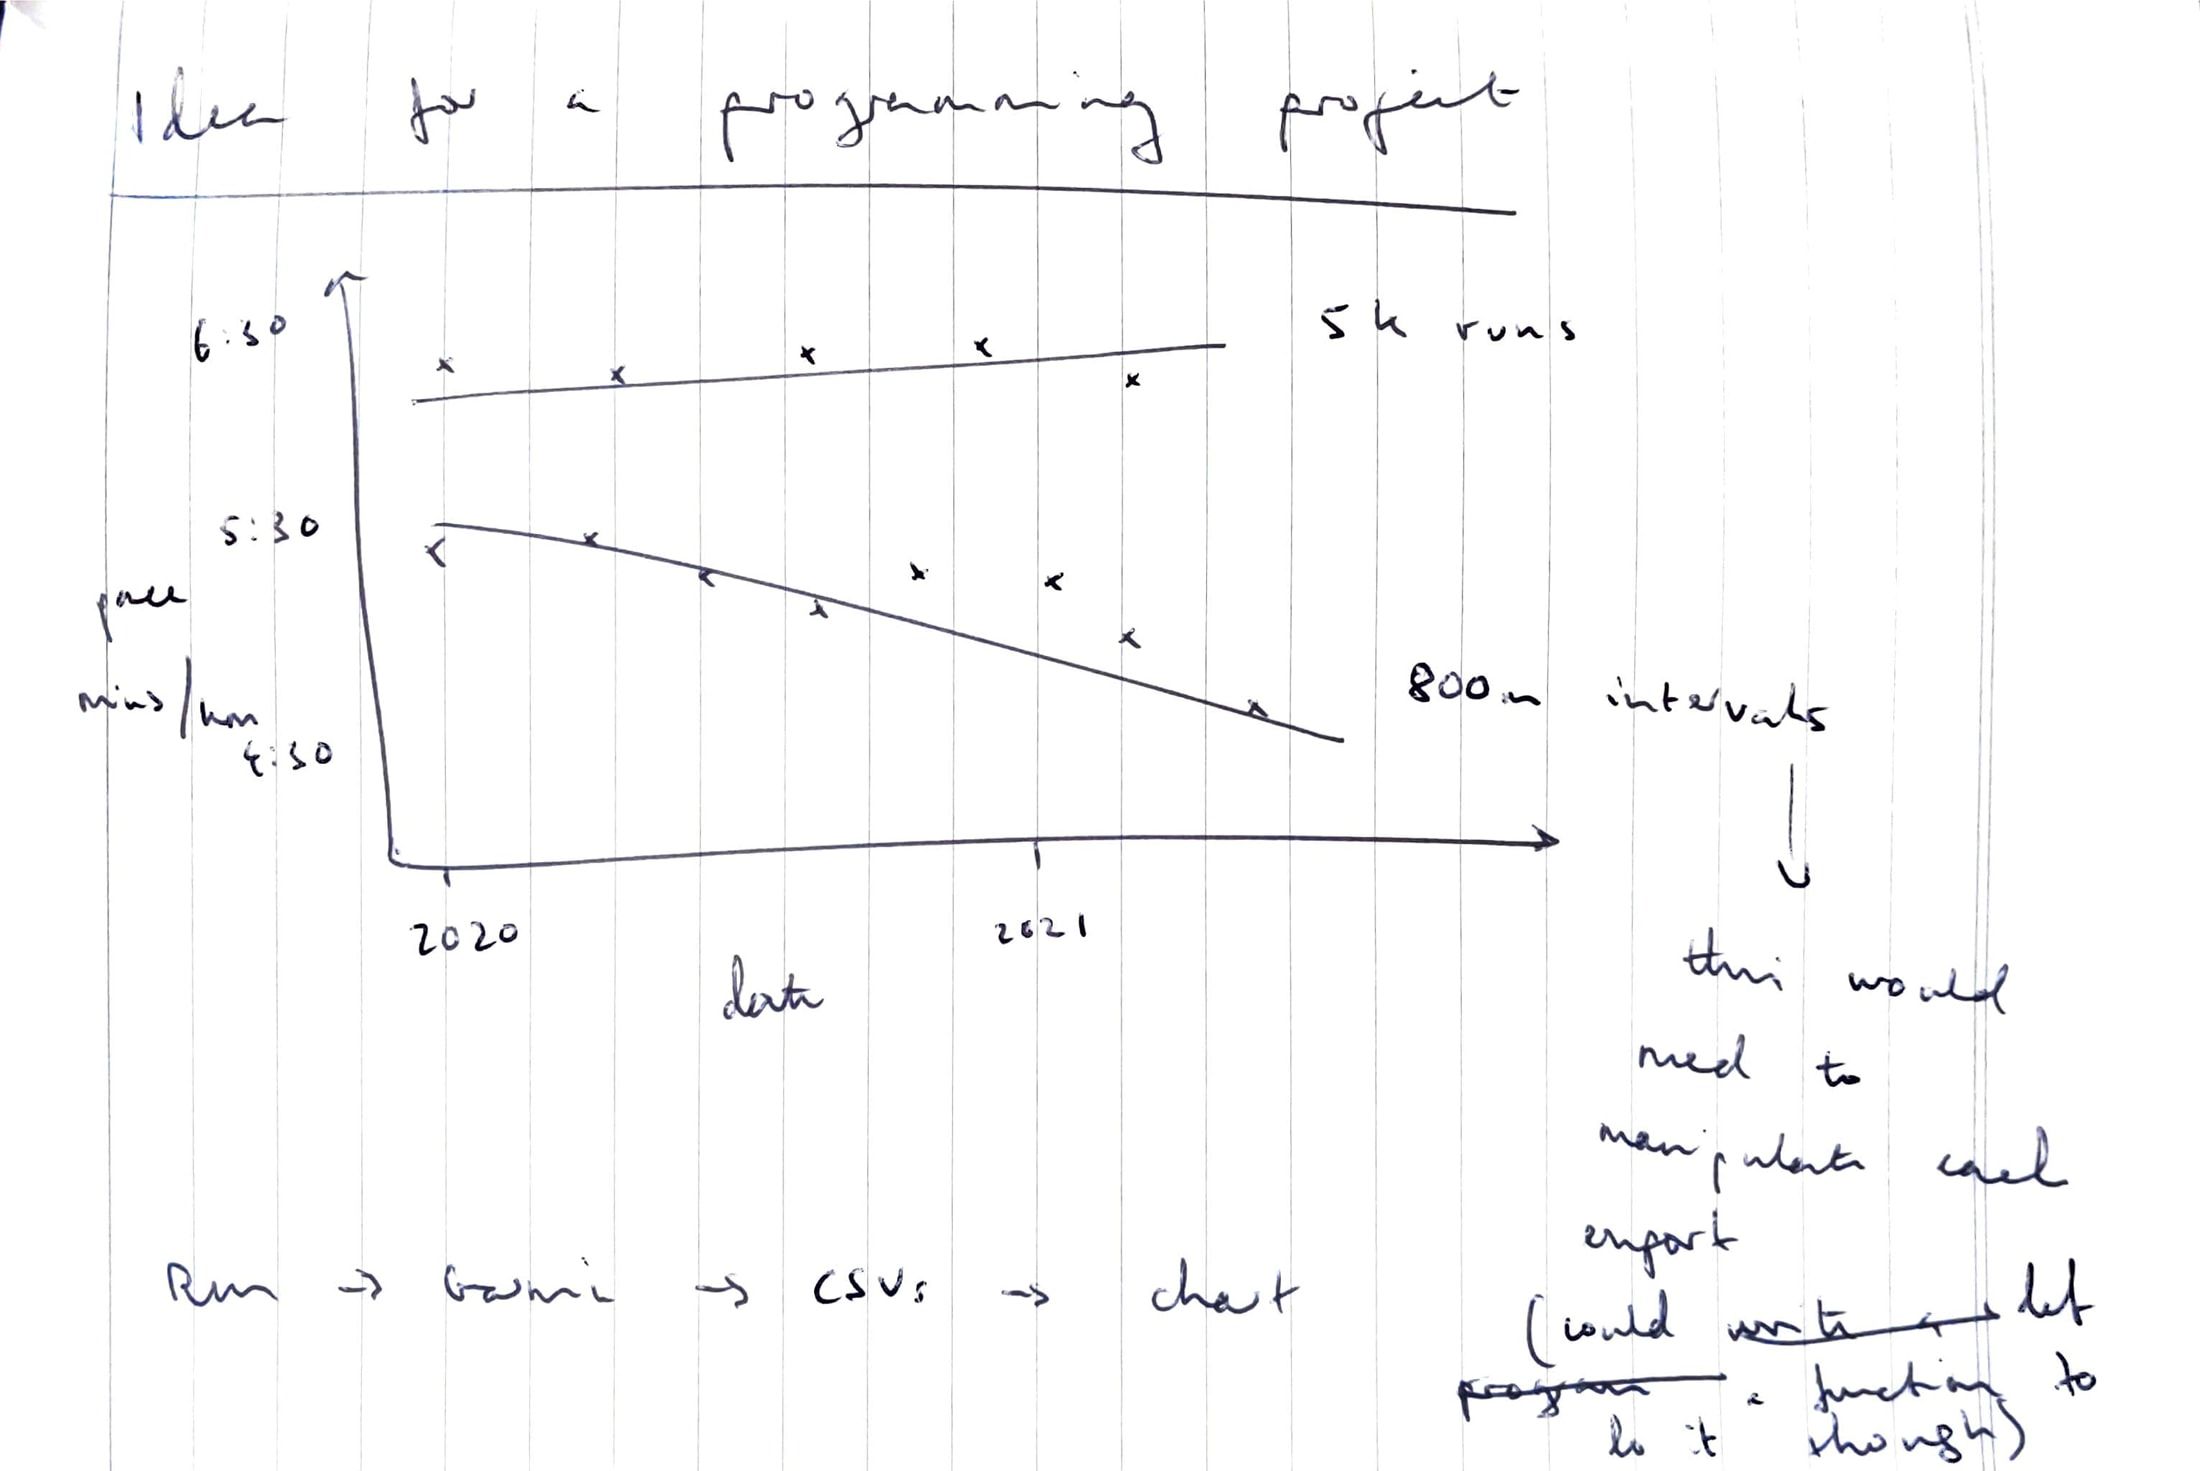 Idea for a programming project
6:30
5k runs
5:30
pace
mins/km
4:30
800m intervals
2020
2021
date
this would
need to
manipulate each
export
(could write a def
program a function to
do it though)
Run → Garmin → CSVs → chart